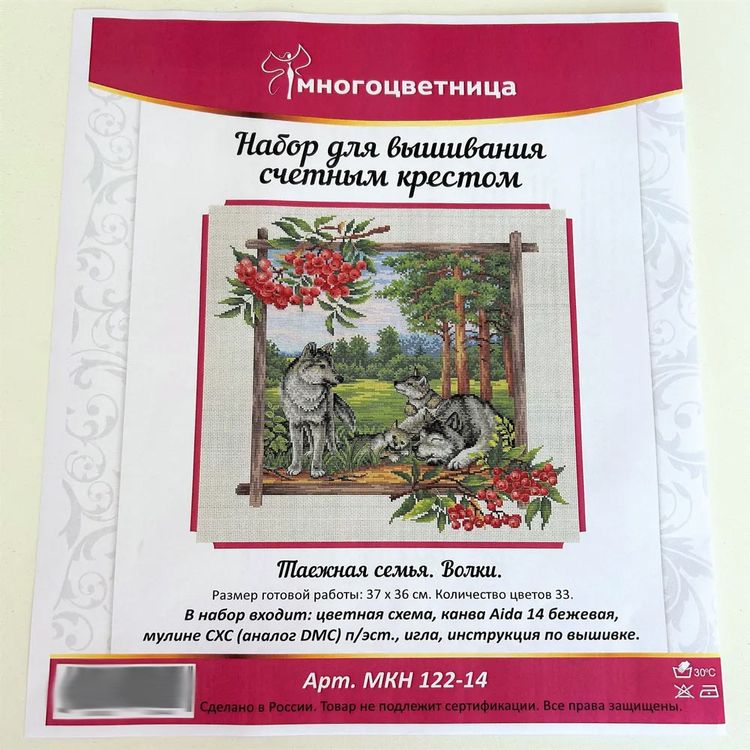 многоцветница
Набор для вышивания
счетным крестом
Таежная семья. Волки.
Размер готовой работы: 37 х 36 см. Количество цветов 33.
В набор входит: цветная схема, канва Aida 14 бежевая,
мулине СХС (аналог DMC) п/эст., игла, инструкция по вышивке.
Арт. МКН 122-14
30°C
Сделано в России. Товар не подлежит сертификации. Все права защищены.